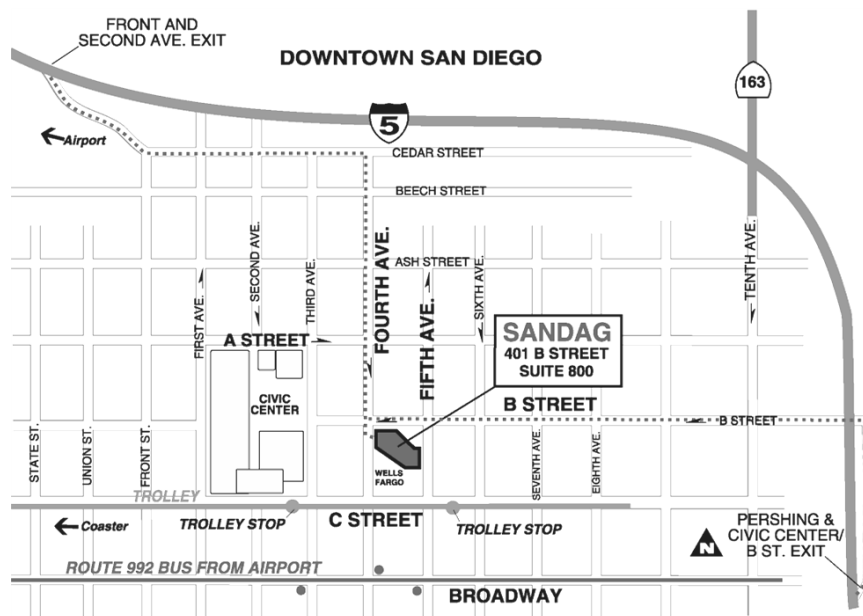 FRONT AND
SECOND AVE. EXIT
DOWNTOWN SAN DIEGO
163
5
Airport
CEDAR STREET
BEECH STREET
ASH STREET
FIRST AVE.
SECOND AVE.
THIRD AVE.
FOURTH AVE.
FIFTH AVE.
SIXTH AVE.
TENTH AVE.
A STREET
SANDAG
401 B STREET
SUITE 800
CIVIC
CENTER
B STREET
B STREET
STATE ST.
UNION ST.
FRONT ST.
WELLS
FARGO
SEVENTH AVE.
EIGHTH AVE.
TROLLEY
Coaster
TROLLEY STOP
C STREET
TROLLEY STOP
N
PERSHING &
CIVIC CENTER/
B ST. EXIT
ROUTE 992 BUS FROM AIRPORT
BROADWAY